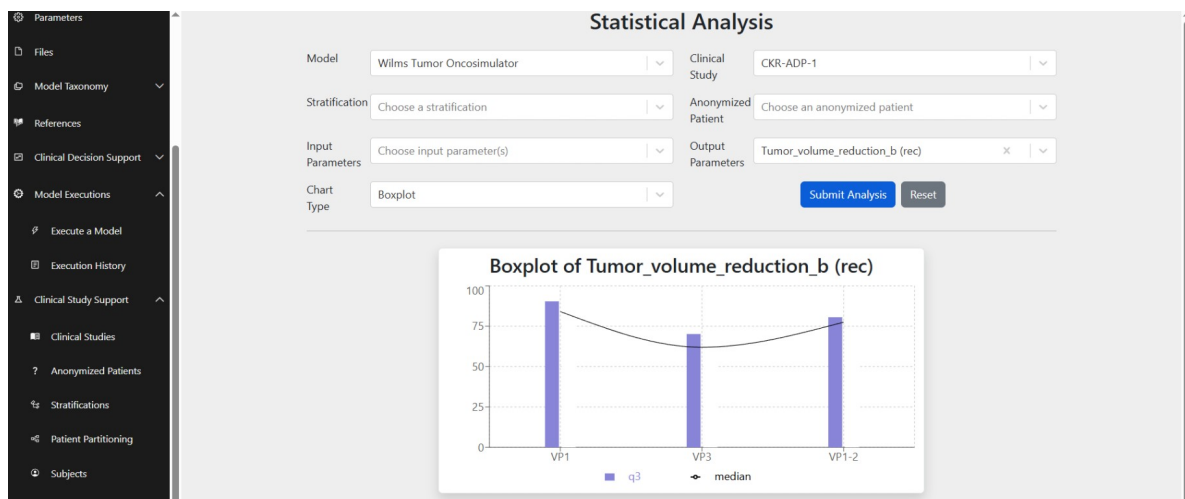 Parameters
Files
Model Taxonomy
References
Clinical Decision Support
Model Executions
Execute a Model
Execution History
Clinical Study Support
Clinical Studies
? Anonymized Patients
Stratifications
Patient Partitioning
Subjects
Statistical Analysis
Model
Wilms Tumor Oncosimulator
Clinical
Study
CKR-ADP-1
Stratification
Choose a stratification
Anonymized
Patient
Choose an anonymized patient
Input
Parameters
Choose input parameter(s)
Output
Parameters
Tumor_volume_reduction_b (rec)
Chart
Type
Boxplot
Submit Analysis
Reset
Boxplot of Tumor_volume_reduction_b (rec)
100
75
50
25
0
VP1 VP3 VP1-2
q3 median